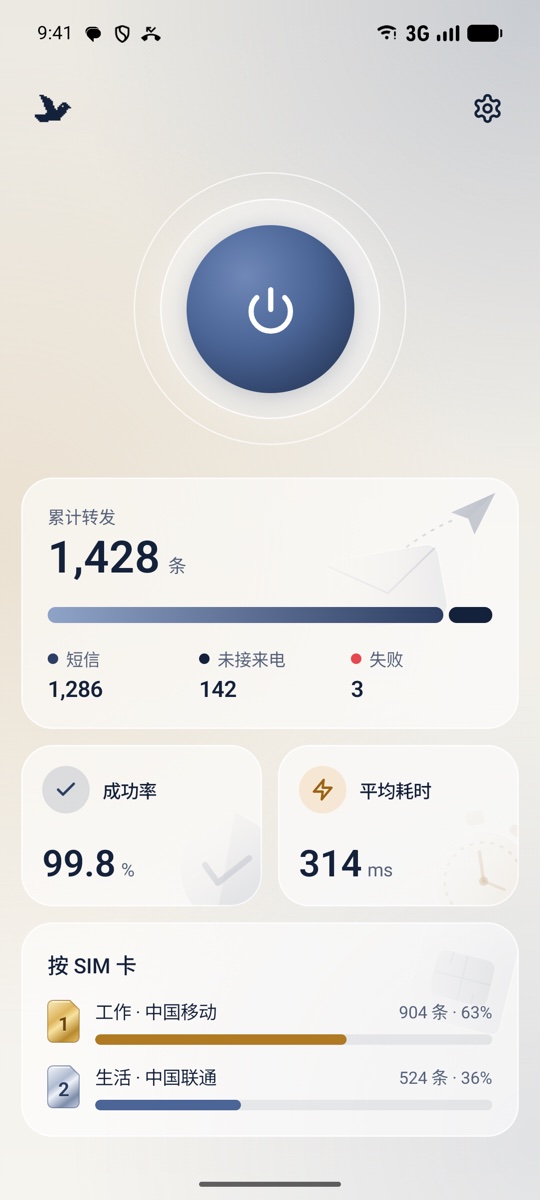 9:41
3G
累计转发
1,428 条
短信 未接来电 失败
1,286 142 3
成功率
99.8 %
平均耗时
314 ms
按 SIM 卡
1 工作 · 中国移动 904 条 · 63%
2 生活 · 中国联通 524 条 · 36%